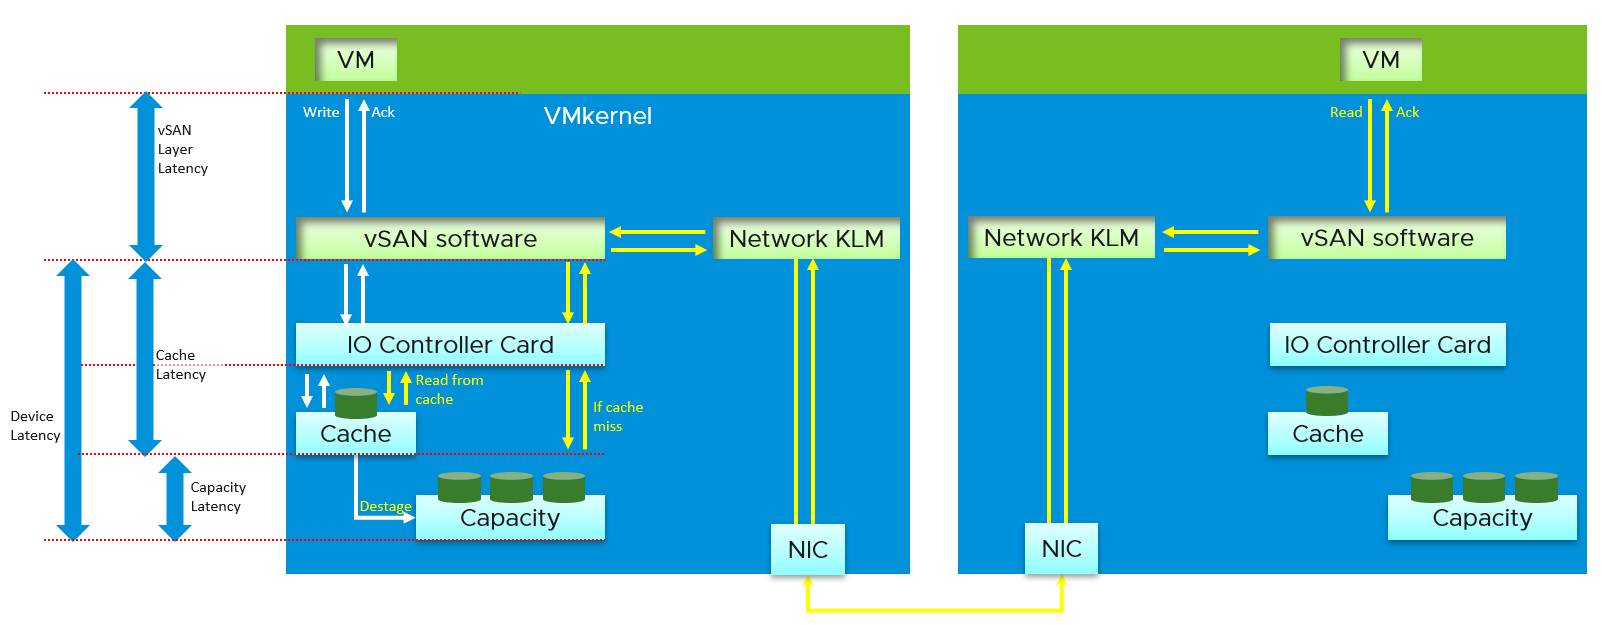 VM
VM
Write
Ack
VMkernel
Read
Ack
vSAN
Layer
Latency
vSAN software
Network KLM
Network KLM
vSAN software
IO Controller Card
IO Controller Card
Cache
Latency
Read from
cache
Device
Latency
If cache
miss
Cache
Cache
Capacity
Latency
Destage
Capacity
Capacity
NIC
NIC